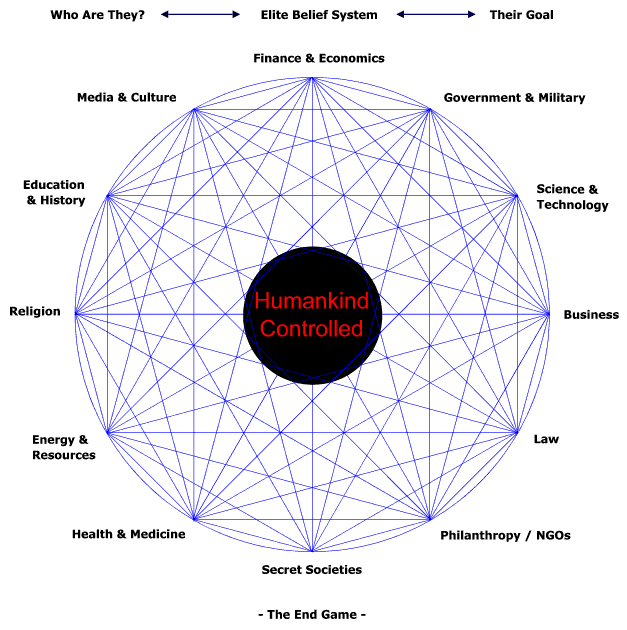 Who Are They?
Elite Belief System
Their Goal
Finance & Economics
Media & Culture
Government & Military
Education
& History
Science &
Technology
Humankind
Controlled
Religion
Business
Energy &
Resources
Law
Health & Medicine
Philanthropy / NGOs
Secret Societies
- The End Game -